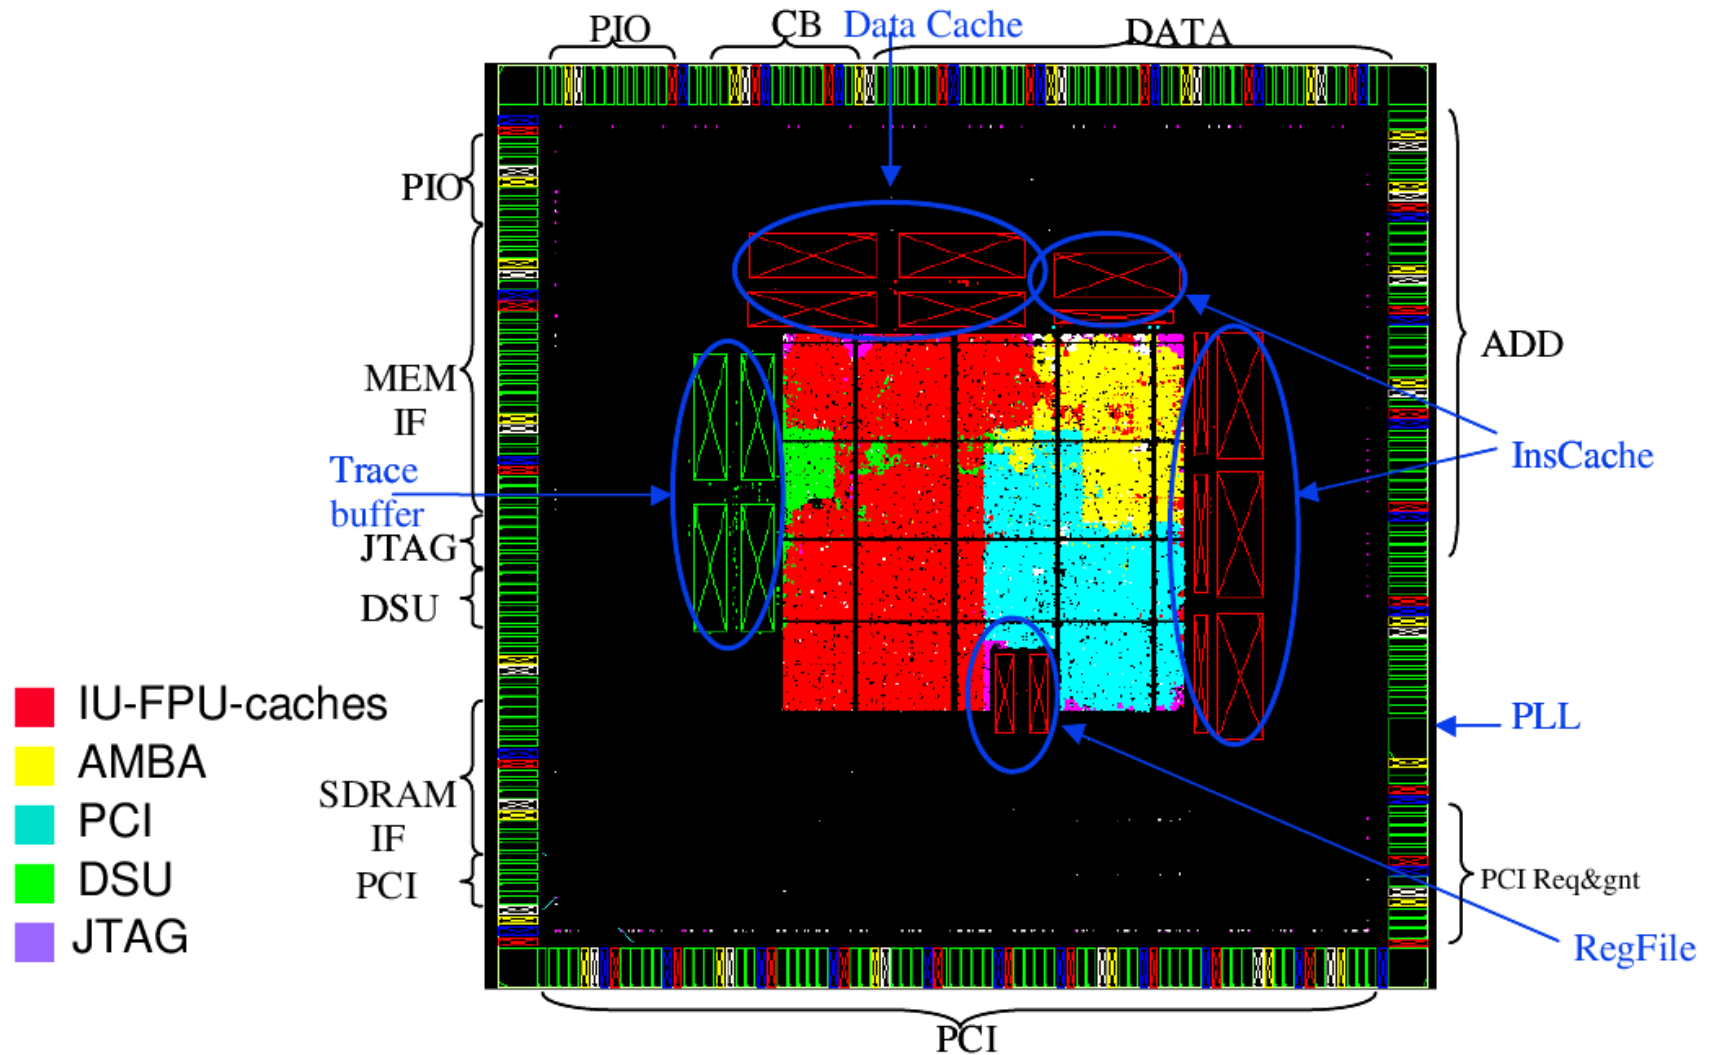 PIO
CB
Data Cache
DATA
PIO
MEM
IF
Trace
buffer
JTAG
DSU
SDRAM
IF
PCI
ADD
InsCache
PLL
PCI Req&gnt
RegFile
PCI
IU-FPU-caches
AMBA
PCI
DSU
JTAG